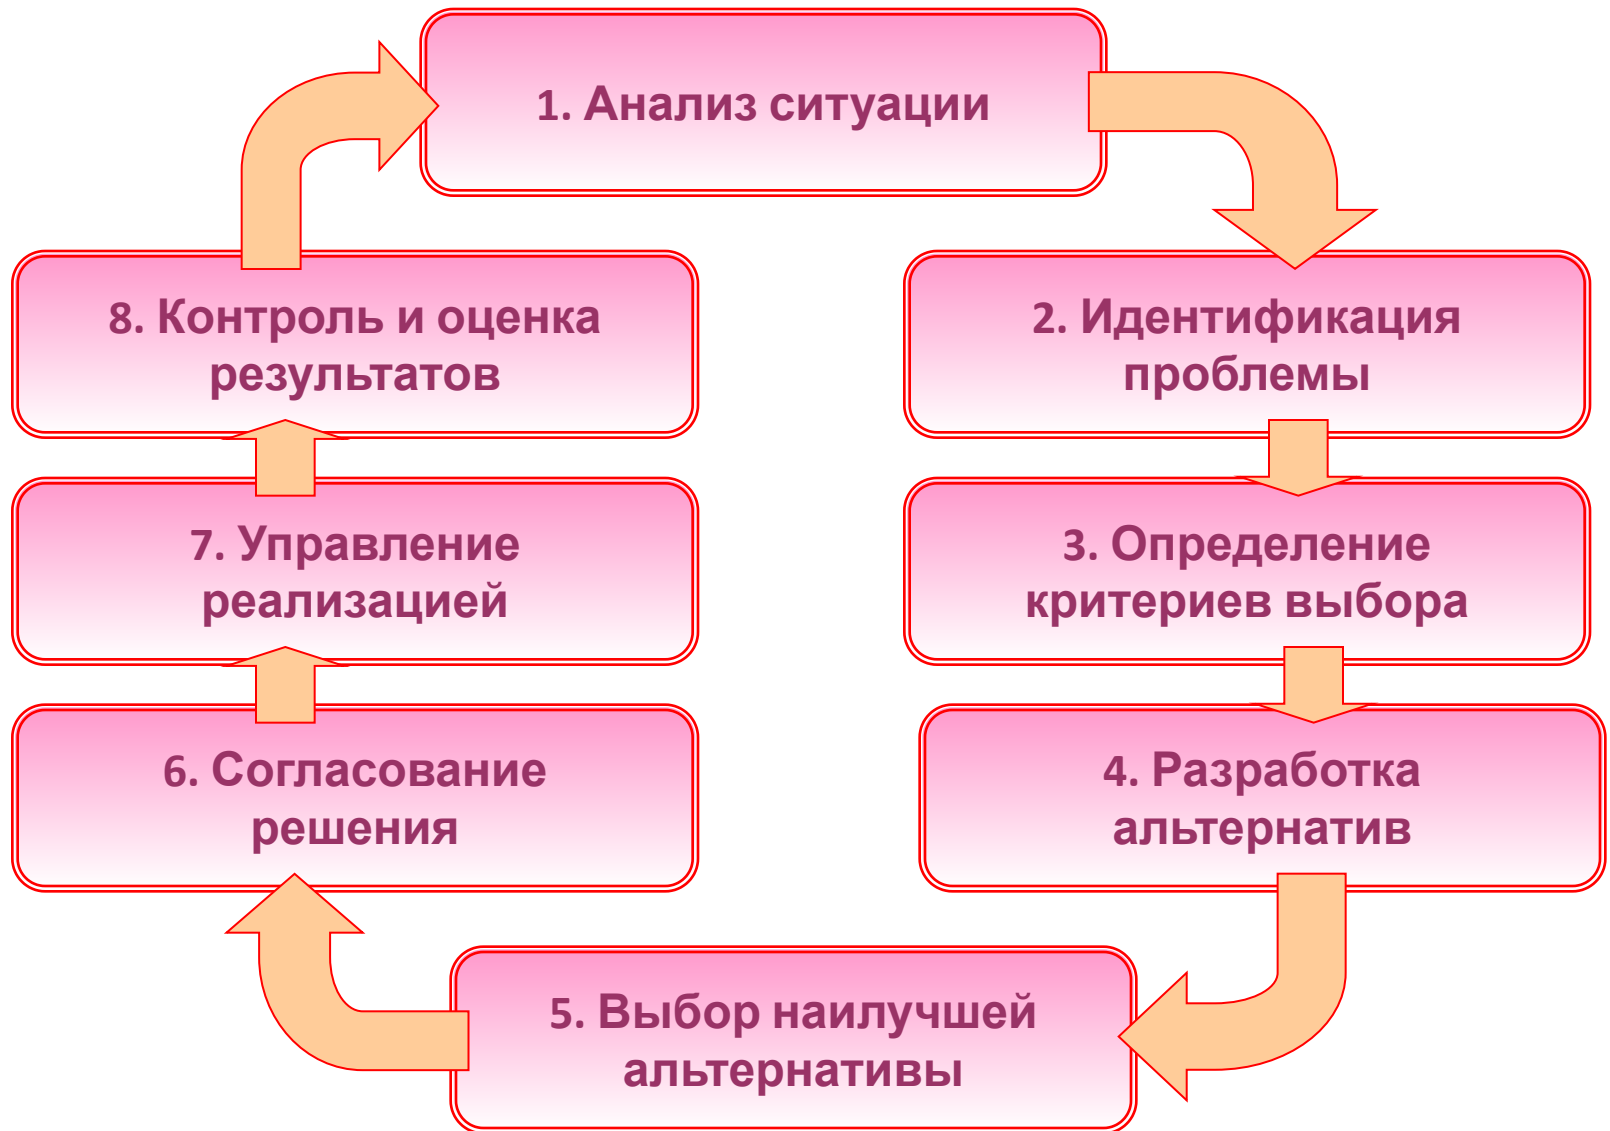 1. Анализ ситуации
2. Идентификация
проблемы
3. Определение
критериев выбора
4. Разработка
альтернатив
5. Выбор наилучшей
альтернативы
6. Согласование
решения
7. Управление
реализацией
8. Контроль и оценка
результатов